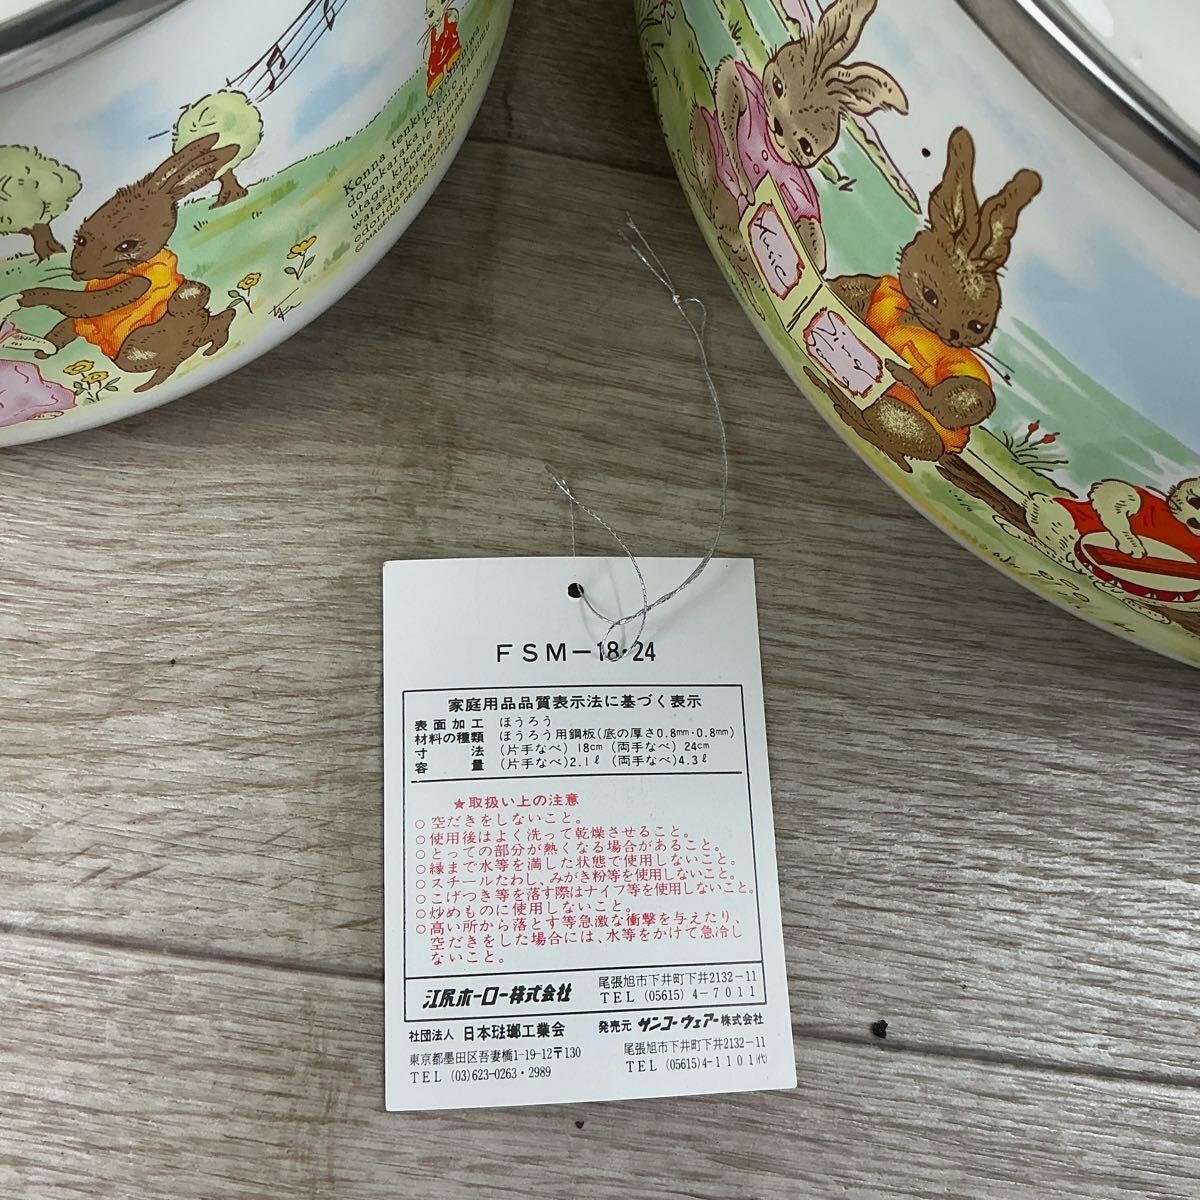 Konna tenki
©IMAGEING
Music
FSM−18·24
家庭用品品質表示法に基づく表示
表面加工 ほうろう
材料の種類 ほうろう用鋼板(底の厚さ0.8mm·0.8mm)
寸法 (片手なべ) 18cm (両手なべ) 24cm
容量 (片手なべ)2.1ℓ (両手なべ)4.3ℓ
★取扱い上の注意
○空だきをしないこと。
○使用後はよく洗って乾燥させること。
○とっての部分が熱くなる場合があること。
○縁まで水等を満した状態で使用しないこと。
○スチールたわし、みがき粉等を使用しないこと。
○こげつき等を落す際はナイフ等を使用しないこと。
○炒めものに使用しないこと。
○高い所から落とす等急激な衝撃を与えたり、
空だきをした場合には、水等をかけて急冷し
ないこと。
江尻ホーロー株式会社 尾張旭市下井町下井2132−11
TEL (05615) 4−7011
社団法人 日本琺瑯工業会 発売元 サンコーウェアー株式会社
東京都墨田区吾妻橋1−19−12〒130 尾張旭市下井町下井2132−11
TEL (03)623−0263·2989 TEL (05615)4−1101(代)